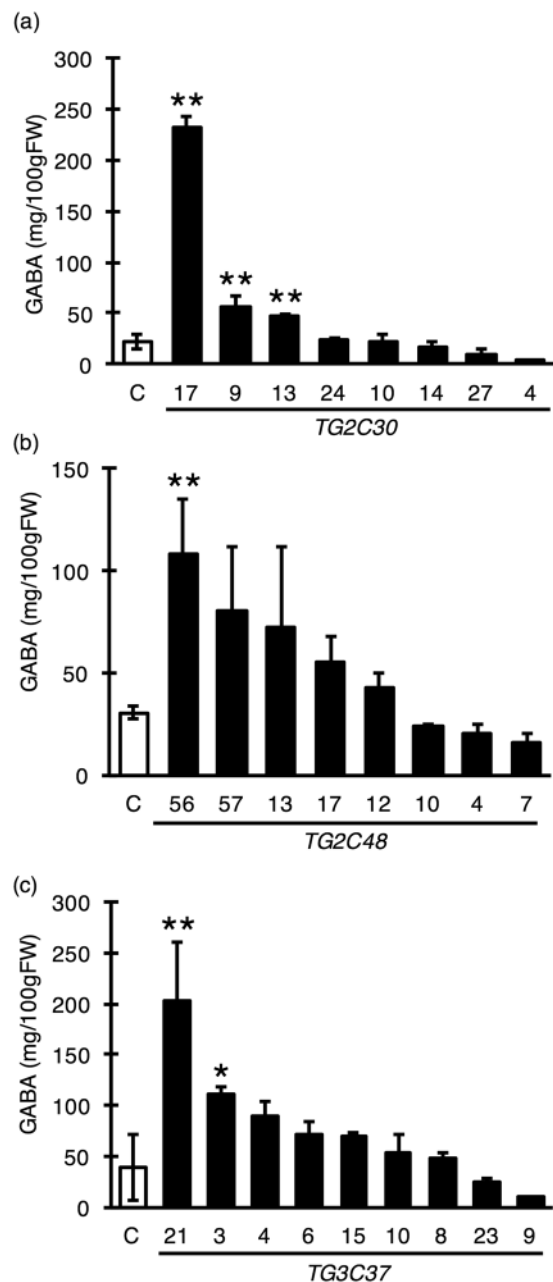 (a)
GABA (mg/100gFW)
300
250
200
150
100
50
0
**
**
**
C 17 9 13 24 10 14 27 4
TG2C30
(b)
GABA (mg/100gFW)
150
100
50
0
**
C 56 57 13 17 12 10 4 7
TG2C48
(c)
GABA (mg/100gFW)
300
250
200
150
100
50
0
**
*
C 21 3 4 6 15 10 8 23 9
TG3C37